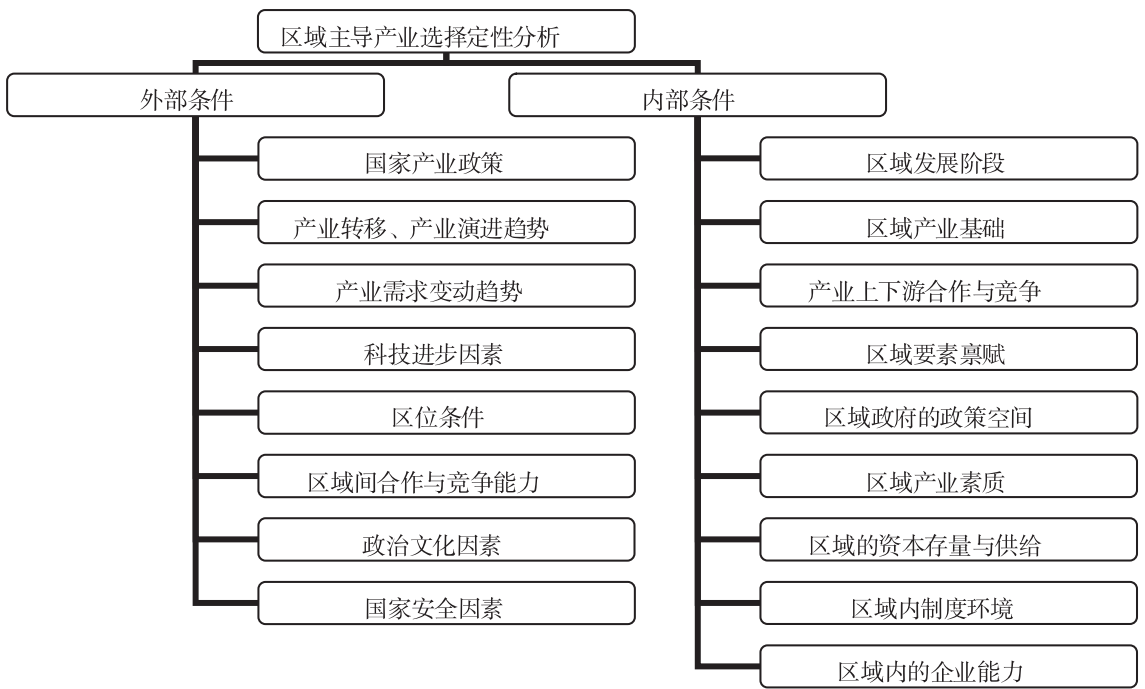 区域主导产业选择定性分析
外部条件
国家产业政策
产业转移、产业演进趋势
产业需求变动趋势
科技进步因素
区位条件
区域间合作与竞争能力
政治文化因素
国家安全因素
内部条件
区域发展阶段
区域产业基础
产业上下游合作与竞争
区域要素禀赋
区域政府的政策空间
区域产业素质
区域的资本存量与供给
区域内制度环境
区域内的企业能力